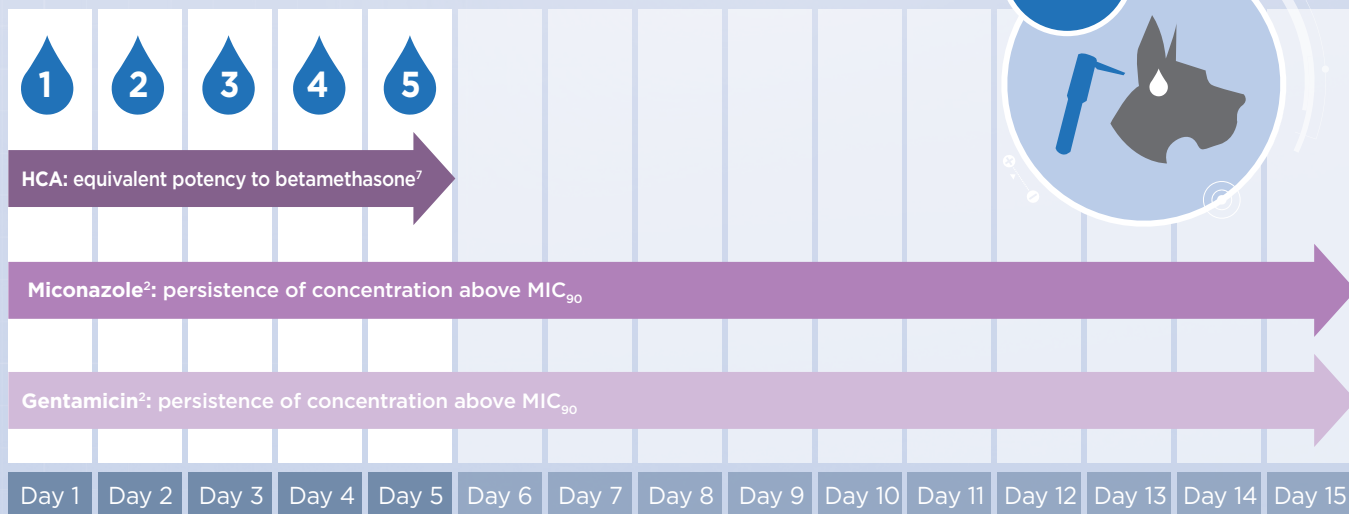 1 2 3 4 5
HCA: equivalent potency to betamethasone⁷
Miconazole²: persistence of concentration above MIC₉₀
Gentamicin²: persistence of concentration above MIC₉₀
Day 1 Day 2 Day 3 Day 4 Day 5 Day 6 Day 7 Day 8 Day 9 Day 10 Day 11 Day 12 Day 13 Day 14 Day 15